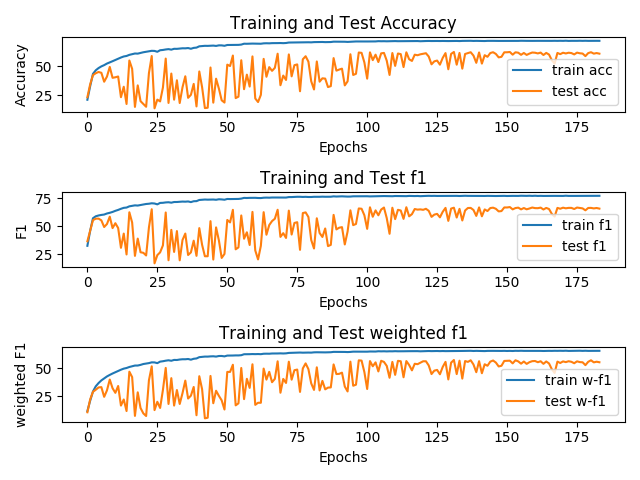 Training and Test Accuracy
Accuracy
50
25
train acc
test acc
0 25 50 75 100 125 150 175
Epochs
Training and Test f1
F1
75
50
25
train f1
test f1
0 25 50 75 100 125 150 175
Epochs
Training and Test weighted f1
weighted F1
50
25
train w-f1
test w-f1
0 25 50 75 100 125 150 175
Epochs